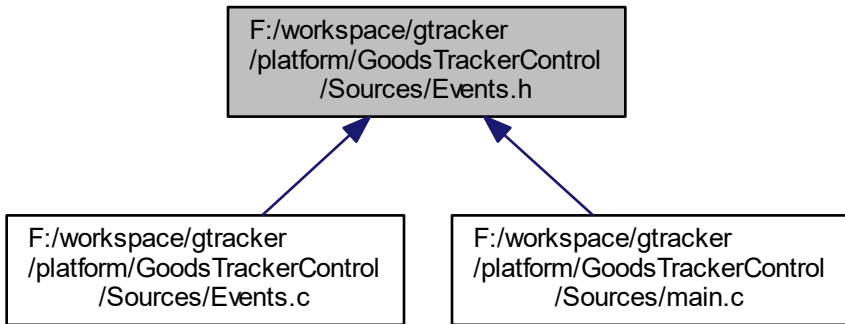 F:/workspace/gtracker
/platform/GoodsTrackerControl
/Sources/Events.h
F:/workspace/gtracker
/platform/GoodsTrackerControl
/Sources/Events.c
F:/workspace/gtracker
/platform/GoodsTrackerControl
/Sources/main.c